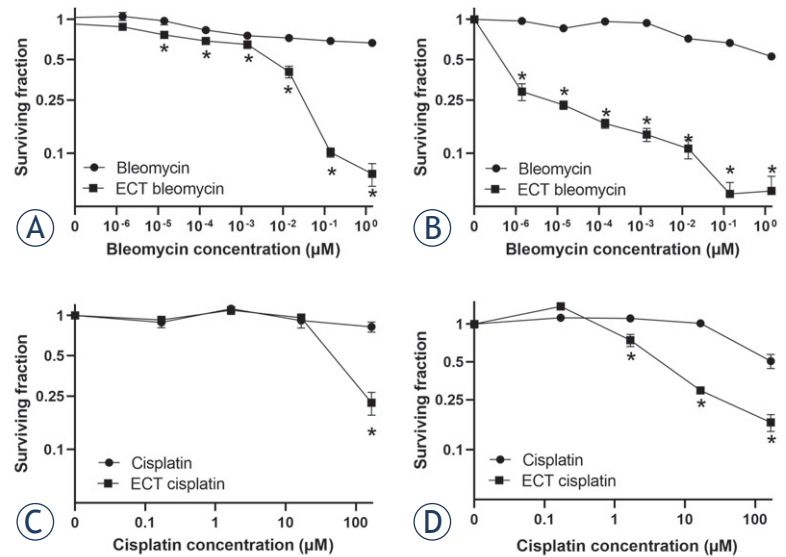 Surviving fraction
1
0.5
0.25
0.1
* * * * * *
Bleomycin
ECT bleomycin
0 10⁻⁶ 10⁻⁵ 10⁻⁴ 10⁻³ 10⁻² 10⁻¹ 10⁰
Bleomycin concentration (µM)
A
Surviving fraction
1
0.5
0.25
0.1
* * * * * * *
Bleomycin
ECT bleomycin
0 10⁻⁶ 10⁻⁵ 10⁻⁴ 10⁻³ 10⁻² 10⁻¹ 10⁰
Bleomycin concentration (µM)
B
Surviving fraction
1
0.5
0.25
0.1
*
Cisplatin
ECT cisplatin
0 0.1 1 10 100
Cisplatin concentration (µM)
C
Surviving fraction
1
0.5
0.25
0.1
* * *
Cisplatin
ECT cisplatin
0 0.1 1 10 100
Cisplatin concentration (µM)
D